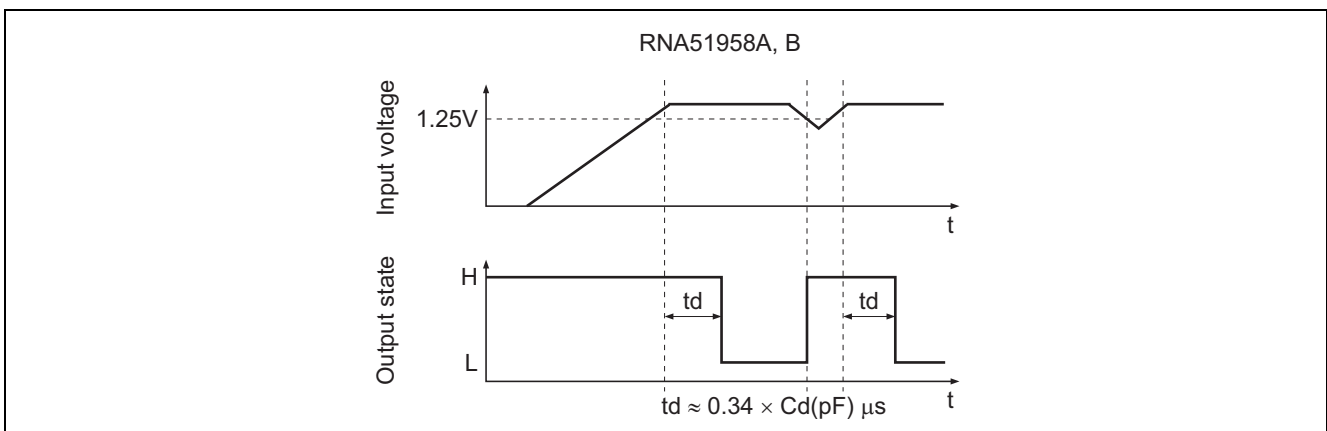 RNA51958A, B
Input voltage
1.25V
t
Output state
H
td
td
L
t
td ≈ 0.34 × Cd(pF) μs